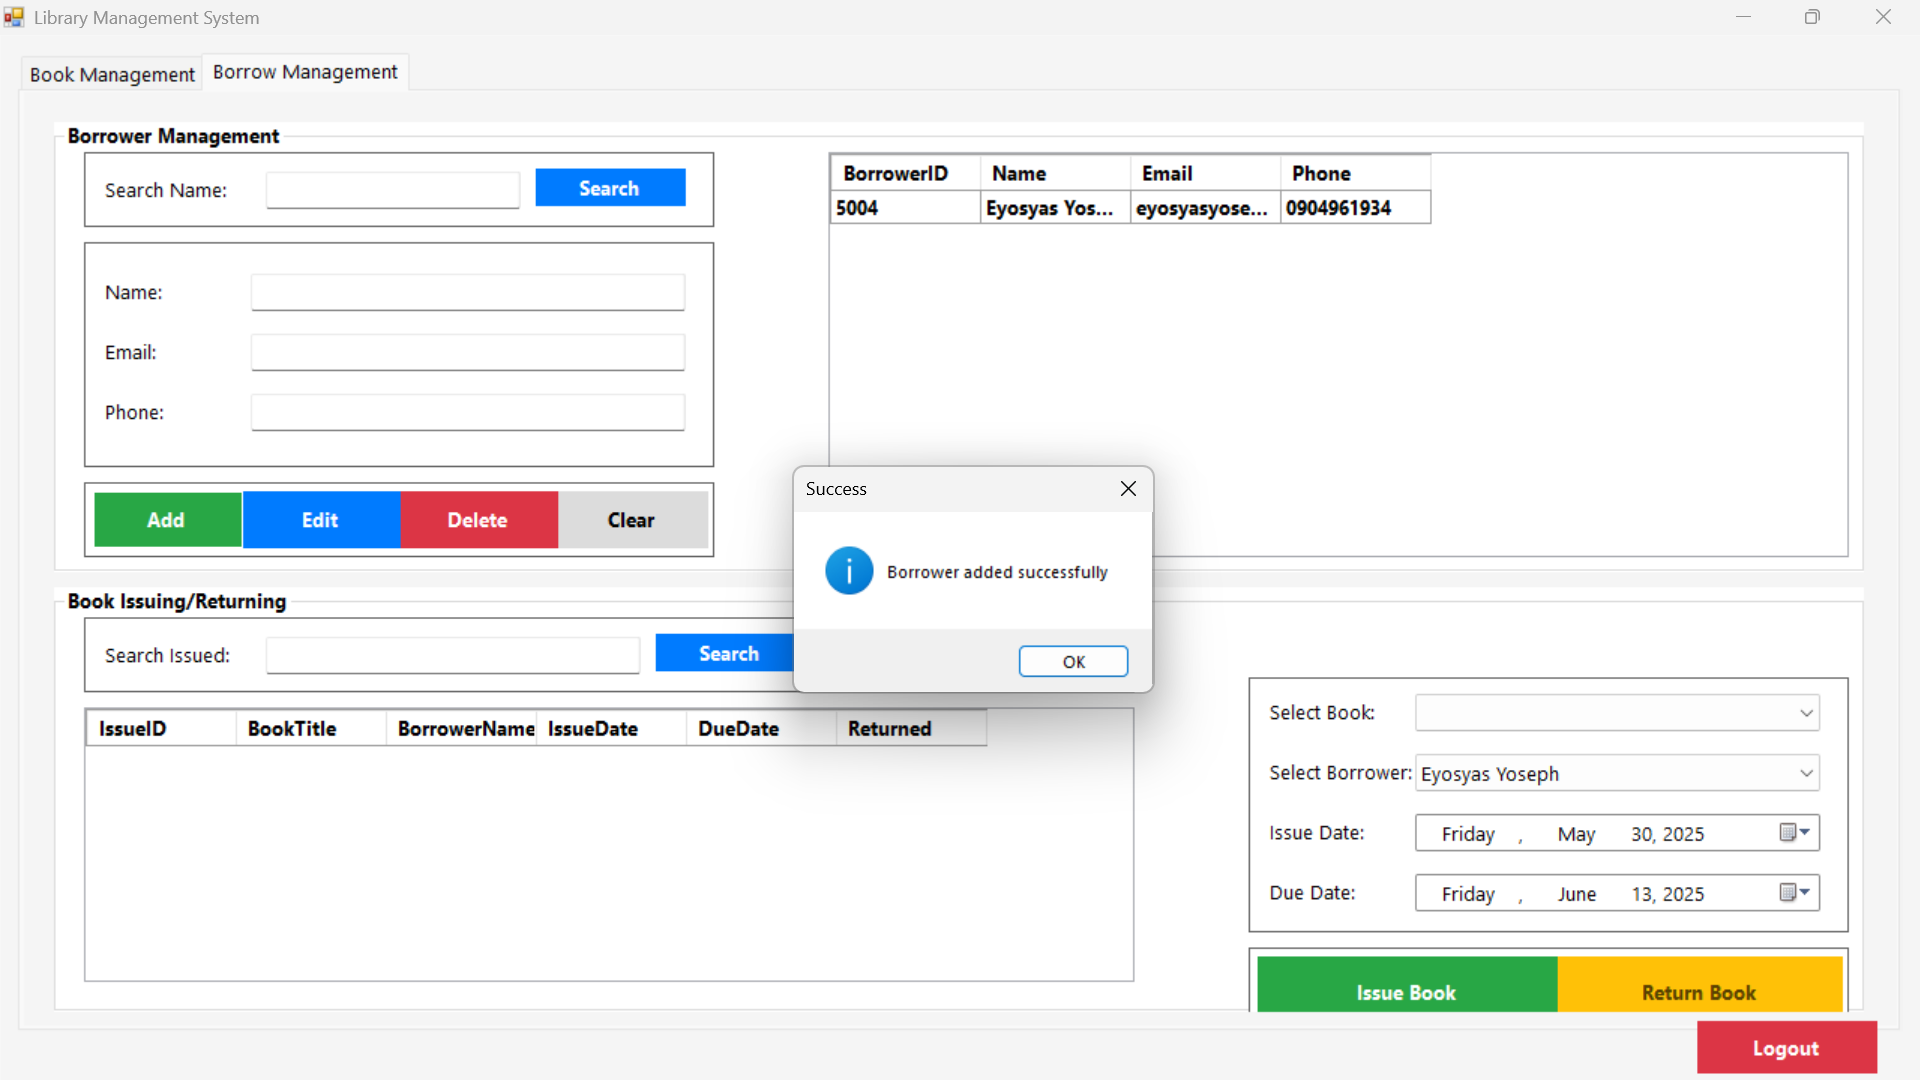 Library Management System
Book Management Borrow Management
Borrower Management
Search Name: Search
Name:
Email:
Phone:
Add Edit Delete Clear
BorrowerID Name Email Phone
5004 Eyosyas Yos... eyosyasyose... 0904961934
Success
Borrower added successfully
OK
Book Issuing/Returning
Search Issued: Search
IssueID BookTitle BorrowerName IssueDate DueDate Returned
Select Book:
Select Borrower: Eyosyas Yoseph
Issue Date: Friday , May 30, 2025
Due Date: Friday , June 13, 2025
Issue Book Return Book
Logout